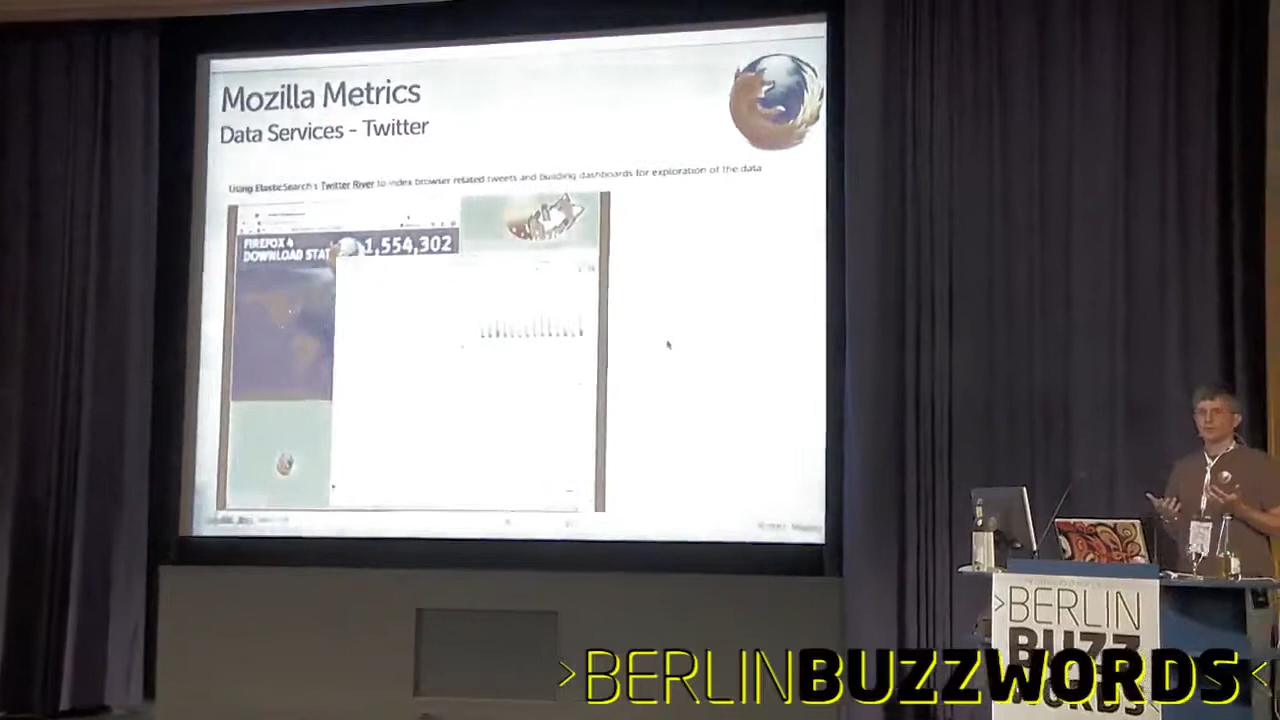 Mozilla Metrics
Data Services - Twitter
Using ElasticSearch's Twitter River to index browser related tweets and building dashboards for exploration of the data
FIREFOX 4
DOWNLOAD STAT
1,554,302
>BERLIN
BUZZ
WORDS
>BERLINBUZZWORDS<